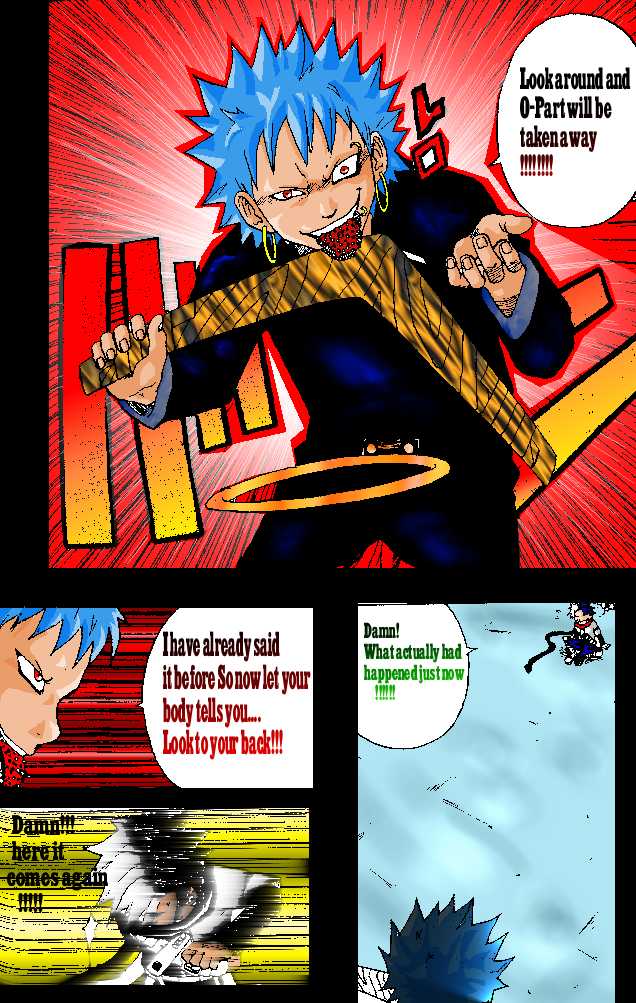 Look around and
O-Part will be
taken away
!!!!!!!!
I have already said
it before So now let your
body tells you....
Look to your back!!!
Damn!
What actually had
happened just now
!!!!!!
Damn!!!
here it
comes again
!!!!!